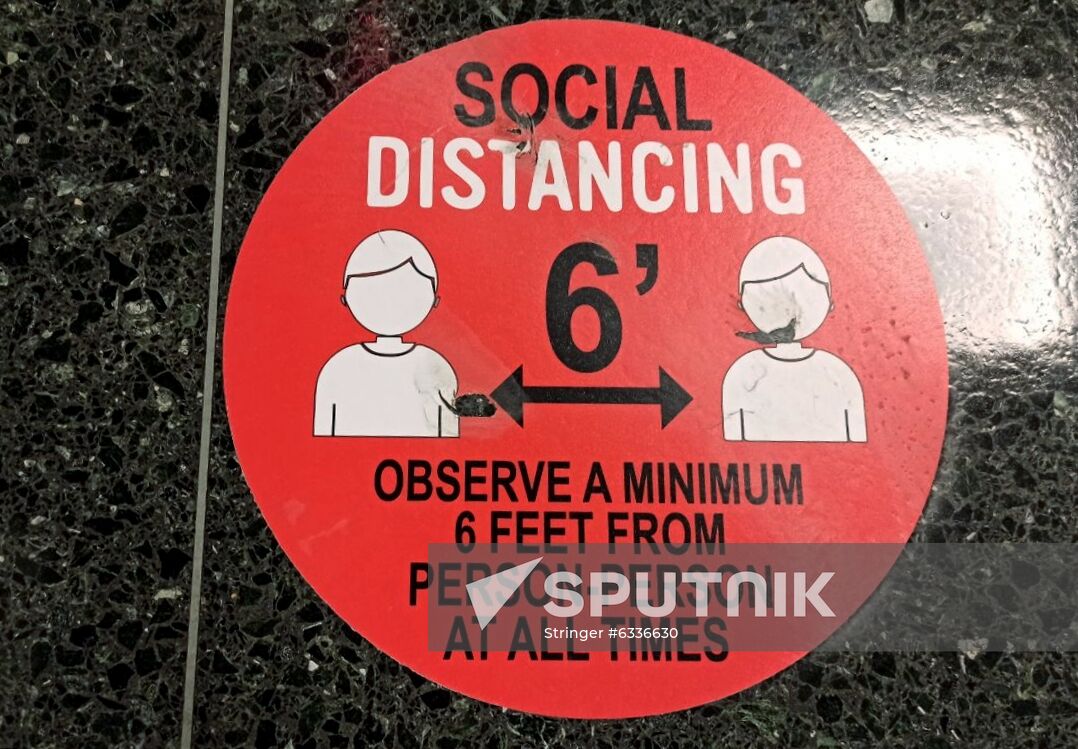 SOCIAL
DISTANCING
6’
OBSERVE A MINIMUM
6 FEET FROM
PERSON-PERSON
AT ALL TIMES
SPUTNIK
Stringer #6336630